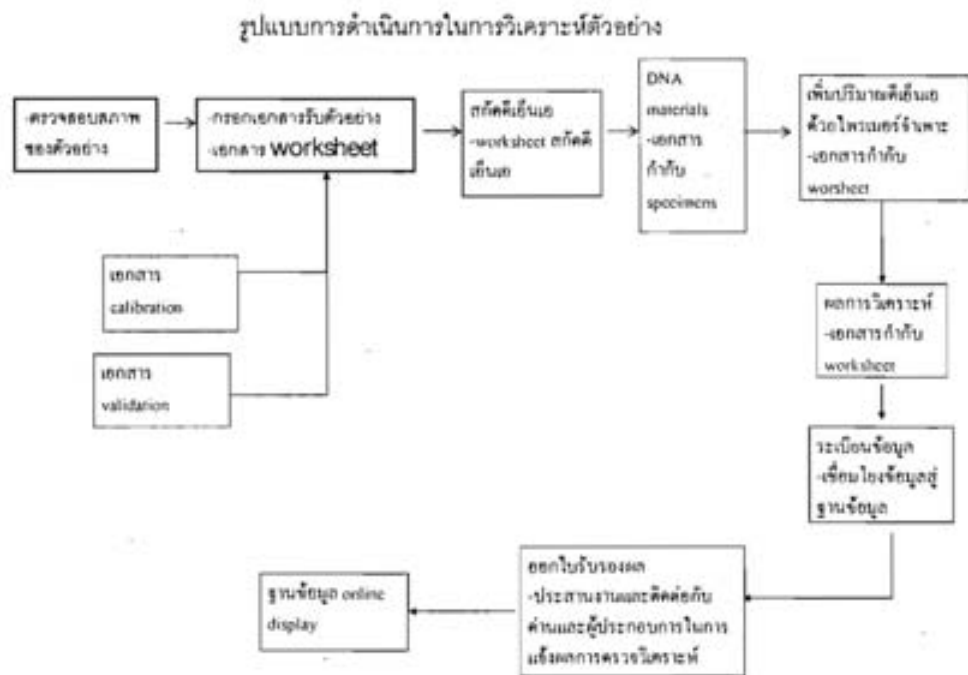 รูปแบบการดำเนินการในการวิเคราะห์ตัวอย่าง
-ตรวจสอบสภาพ
ของตัวอย่าง
-กรอกเอกสารรับตัวอย่าง
-เอกสาร worksheet
สกัดดีเอ็นเอ
-worksheet สกัดดี
เอ็นเอ
DNA
materials
-เอกสาร
กำกับ
specimens
เพิ่มปริมาณดีเอ็นเอ
ด้วยไพรเมอร์จำเพาะ
-เอกสารกำกับ
worsheet
เอกสาร
calibration
เอกสาร
validation
ผลการวิเคราะห์
-เอกสารกำกับ
worksheet
ระเบียนข้อมูล
-เชื่อมโยงข้อมูลสู่
ฐานข้อมูล
ออกใบรับรองผล
-ประสานงานและติดต่อกับ
ด่านและผู้ประกอบการในการ
แจ้งผลการตรวจวิเคราะห์
ฐานข้อมูล online
display